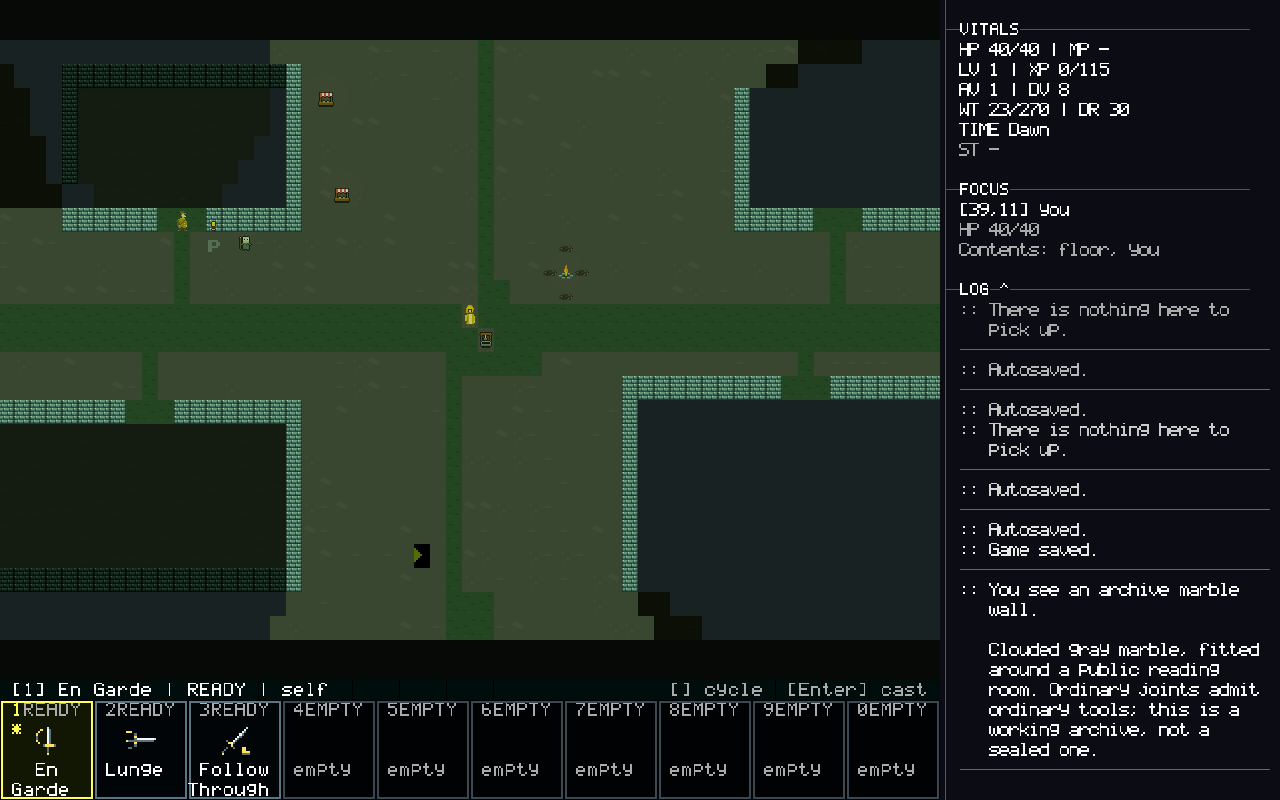 VITALS
HP 40/40 | MP -
LV 1 | XP 0/115
AV 1 | DV 8
WT 23/270 | DR 30
TIME Dawn
ST -
FOCUS
[39,11] You
HP 40/40
Contents: floor, You
LOG ^
:: There is nothing here to
Pick up.
:: Autosaved.
:: Autosaved.
:: There is nothing here to
Pick up.
:: Autosaved.
:: Autosaved.
:: Game saved.
:: You see an archive marble
wall.
Clouded gray marble, fitted
around a Public reading
room. Ordinary joints admit
ordinary tools; this is a
working archive, not a
sealed one.
P
[1] En Garde | READY | self
[] cycle [Enter] cast
1READY 2READY 3READY 4EMPTY 5EMPTY 6EMPTY 7EMPTY 8EMPTY 9EMPTY 0EMPTY
*
En Garde
Lunge
Follow Through
empty empty empty empty empty empty empty